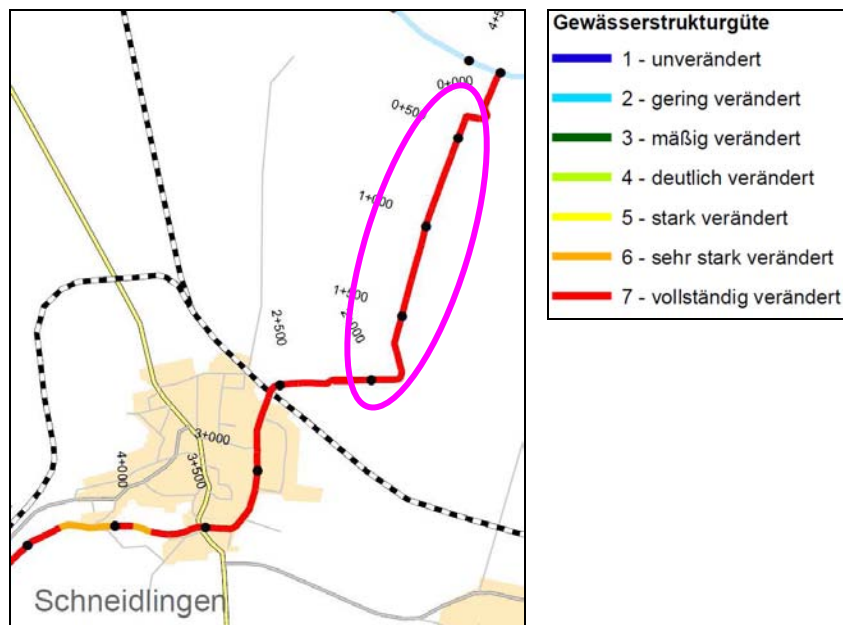 4+5
0+000
0+500
1+000
1+500
2+500
3+000
3+500
4+000
Schneidlingen
Gewässerstrukturgüte
1 - unverändert
2 - gering verändert
3 - mäßig verändert
4 - deutlich verändert
5 - stark verändert
6 - sehr stark verändert
7 - vollständig verändert